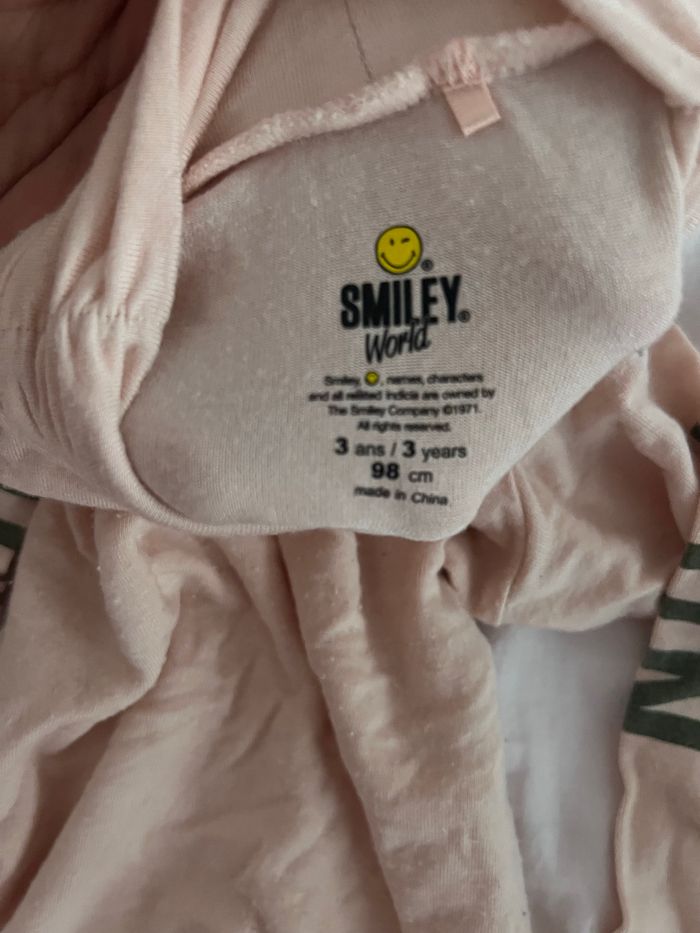 SMILEY®
World
Smiley, , names, characters
and all related indicia are owned by
The Smiley Company ©1971.
All rights reserved.
3 ans / 3 years
98 cm
made in China